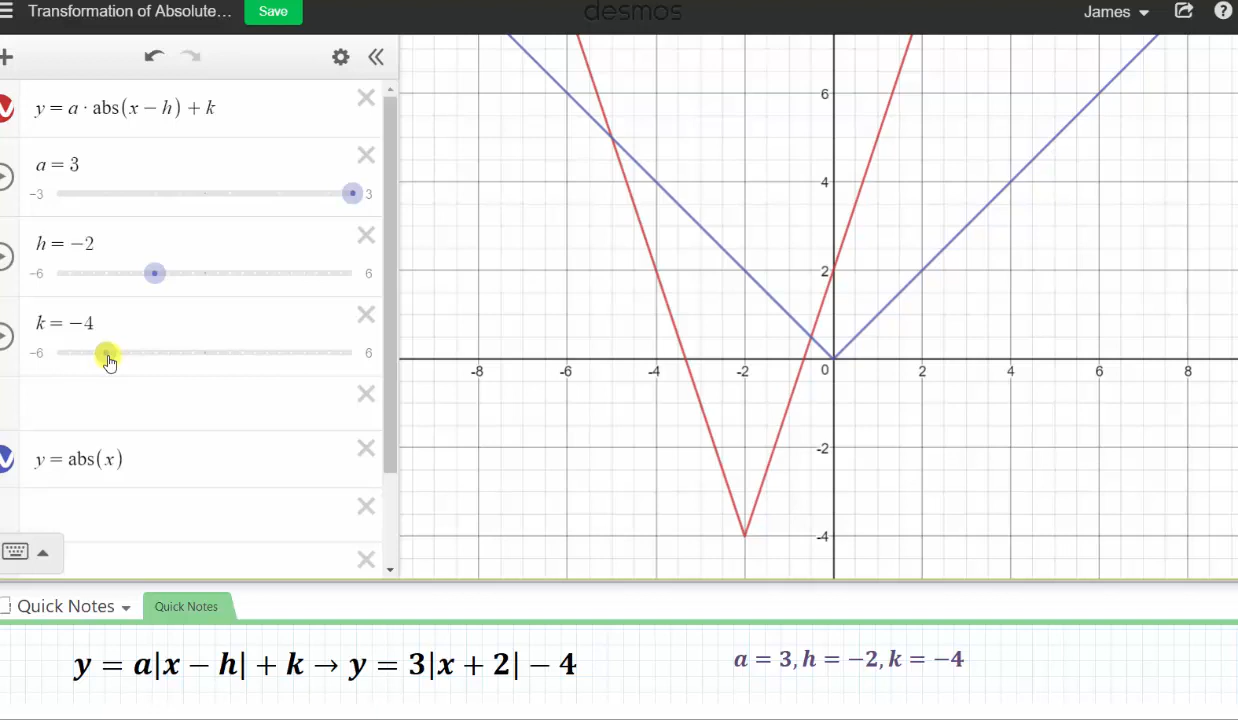 Transformation of Absolute...
Save
desmos
James
y = a · abs(x − h) + k
a = 3
−3 3
h = −2
−6 6
k = −4
−6 6
y = abs(x)
6
4
2
-8 -6 -4 -2 0 2 4 6 8
-2
-4
Quick Notes
Quick Notes
y = a|x − h| + k → y = 3|x + 2| − 4
a = 3, h = −2, k = −4